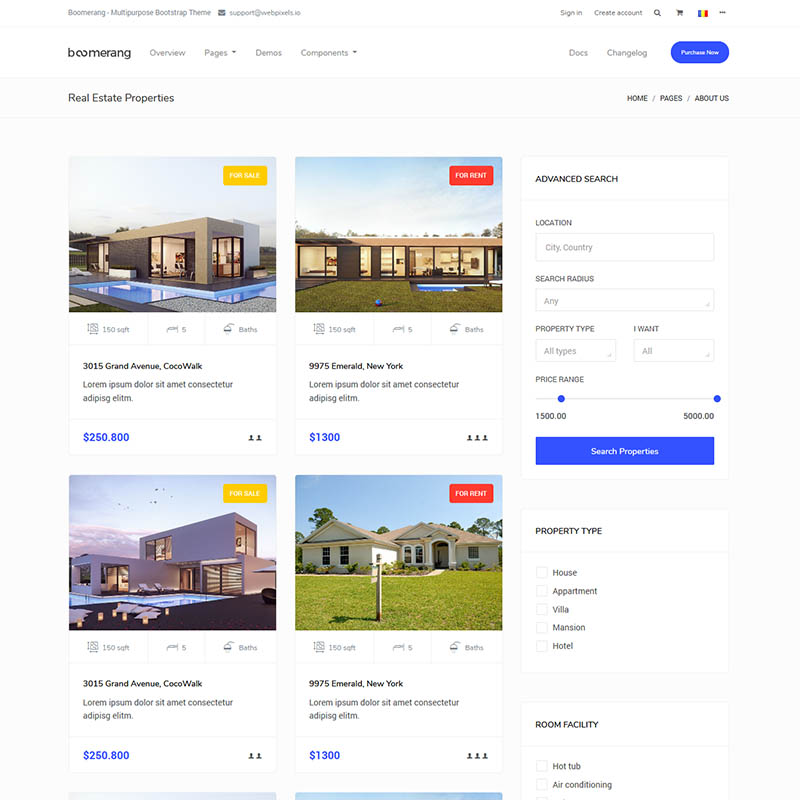 Boomerang - Multipurpose Bootstrap Theme support@webpixels.io Sign in Create account
boomerang Overview Pages Demos Components Docs Changelog Purchase Now
Real Estate Properties HOME / PAGES / ABOUT US
FOR SALE
150 sqft 5 Baths
3015 Grand Avenue, CocoWalk
Lorem ipsum dolor sit amet consectetur
adipisg elitm.
$250.800
FOR RENT
150 sqft 5 Baths
9975 Emerald, New York
Lorem ipsum dolor sit amet consectetur
adipisg elitm.
$1300
FOR SALE
150 sqft 5 Baths
3015 Grand Avenue, CocoWalk
Lorem ipsum dolor sit amet consectetur
adipisg elitm.
$250.800
FOR RENT
150 sqft 5 Baths
9975 Emerald, New York
Lorem ipsum dolor sit amet consectetur
adipisg elitm.
$1300
ADVANCED SEARCH
LOCATION
City, Country
SEARCH RADIUS
Any
PROPERTY TYPE I WANT
All types All
PRICE RANGE
1500.00 5000.00
Search Properties
PROPERTY TYPE
House
Appartment
Villa
Mansion
Hotel
ROOM FACILITY
Hot tub
Air conditioning